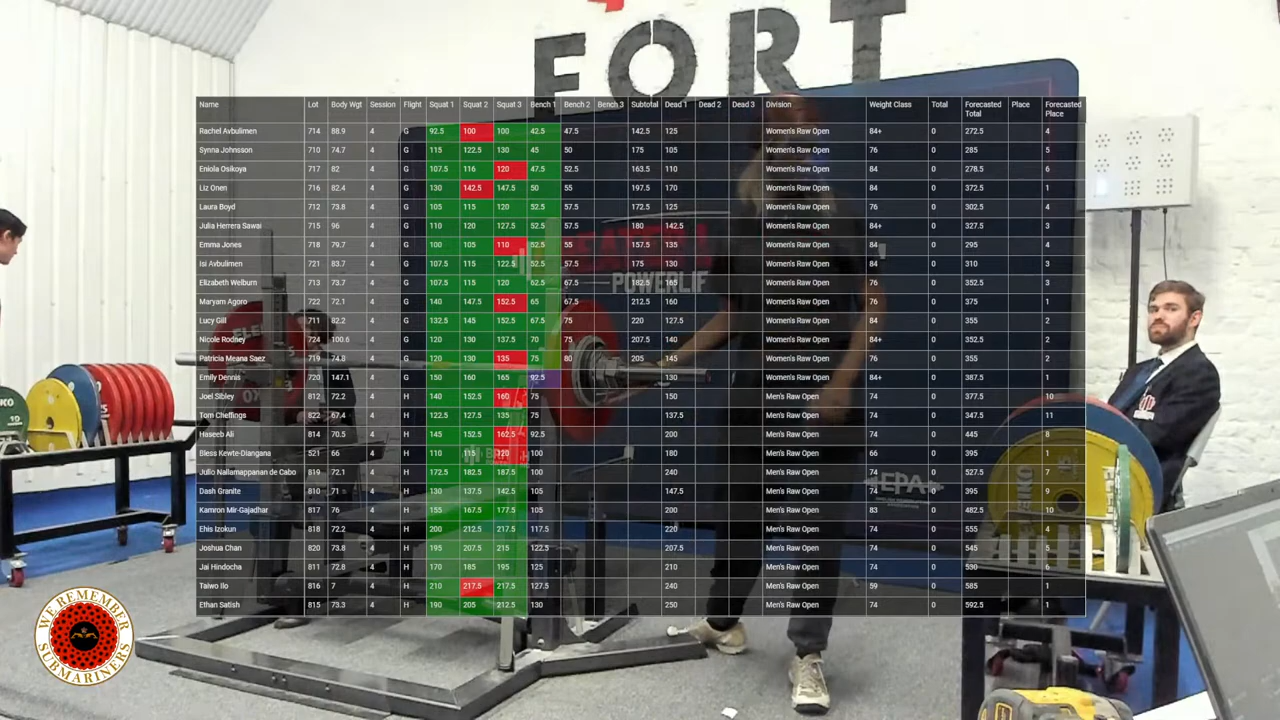 FORT
Name Lot Body Wgt Session Flight Squat 1 Squat 2 Squat 3 Bench 1 Bench 2 Bench 3 Subtotal Dead 1 Dead 2 Dead 3 Division Weight Class Total Forecasted Total Place Forecasted Place
Rachel Avbulimen 714 88.9 4 G 92.5 100 100 42.5 47.5 142.5 125 Women's Raw Open 84+ 0 272.5 4
Synna Johnsson 710 74.7 4 G 115 122.5 130 45 50 175 105 Women's Raw Open 76 0 285 5
Eniola Osikoya 717 82 4 G 107.5 116 120 47.5 52.5 163.5 110 Women's Raw Open 84 0 278.5 6
Liz Oneri 716 82.4 4 G 130 142.5 147.5 50 55 197.5 170 Women's Raw Open 84 0 372.5 1
Laura Boyd 712 73.8 4 G 105 115 120 52.5 57.5 172.5 125 Women's Raw Open 76 0 302.5 4
Julia Herrera Sawai 715 96 4 G 110 120 127.5 52.5 57.5 180 142.5 Women's Raw Open 84+ 0 327.5 3
Emma Jones 718 79.7 4 G 100 105 110 52.5 55 157.5 135 Women's Raw Open 84 0 295 4
Isi Avbulimen 721 83.7 4 G 107.5 115 122.5 52.5 57.5 175 130 Women's Raw Open 84 0 310 3
Elizabeth Welburn 713 73.7 4 G 107.5 115 120 62.5 67.5 182.5 165 Women's Raw Open 76 0 352.5 3
Maryam Agoro 722 72.1 4 G 140 147.5 152.5 65 67.5 212.5 160 Women's Raw Open 76 0 375 1
Lucy Gill 711 82.2 4 G 132.5 145 152.5 67.5 75 220 127.5 Women's Raw Open 84 0 355 2
Nicole Rodney 724 100.6 4 G 120 130 137.5 70 75 207.5 140 Women's Raw Open 84+ 0 352.5 2
Patricia Meana Saez 719 74.8 4 G 120 130 135 75 80 205 145 Women's Raw Open 76 0 355 2
Emily Dennis 720 147.1 4 G 150 160 165 92.5 130 Women's Raw Open 84+ 0 387.5 1
Joel Sibley 812 72.2 4 H 140 152.5 160 75 150 Men's Raw Open 74 0 377.5 10
Tom Cheffings 822 67.4 4 H 122.5 127.5 135 75 137.5 Men's Raw Open 74 0 347.5 11
Haseeb Ali 814 70.5 4 H 145 152.5 162.5 92.5 200 Men's Raw Open 74 0 445 8
Bless Kewte-Diangana 521 66 4 H 110 115 120 100 180 Men's Raw Open 66 0 395 1
Julio Nallamappanan de Cabo 819 72.1 4 H 172.5 182.5 187.5 100 240 Men's Raw Open 74 0 527.5 7
Dash Granite 810 71 4 H 130 137.5 142.5 105 147.5 Men's Raw Open 74 0 395 9
Kamron Mir-Gajadhar 817 76 4 H 155 167.5 177.5 105 200 Men's Raw Open 83 0 482.5 10
Ehis Izokun 818 72.2 4 H 200 212.5 217.5 117.5 220 Men's Raw Open 74 0 555 4
Joshua Chan 820 73.8 4 H 195 207.5 215 122.5 207.5 Men's Raw Open 74 0 545 5
Jai Hindocha 811 72.8 4 H 170 185 195 125 210 Men's Raw Open 74 0 530 6
Taiwo Ilo 816 7 4 H 210 217.5 217.5 127.5 240 Men's Raw Open 59 0 585 1
Ethan Satish 815 73.3 4 H 190 205 212.5 130 250 Men's Raw Open 74 0 592.5 1
POWERLIF
EPA
WE REMEMBER
SUBMARINERS